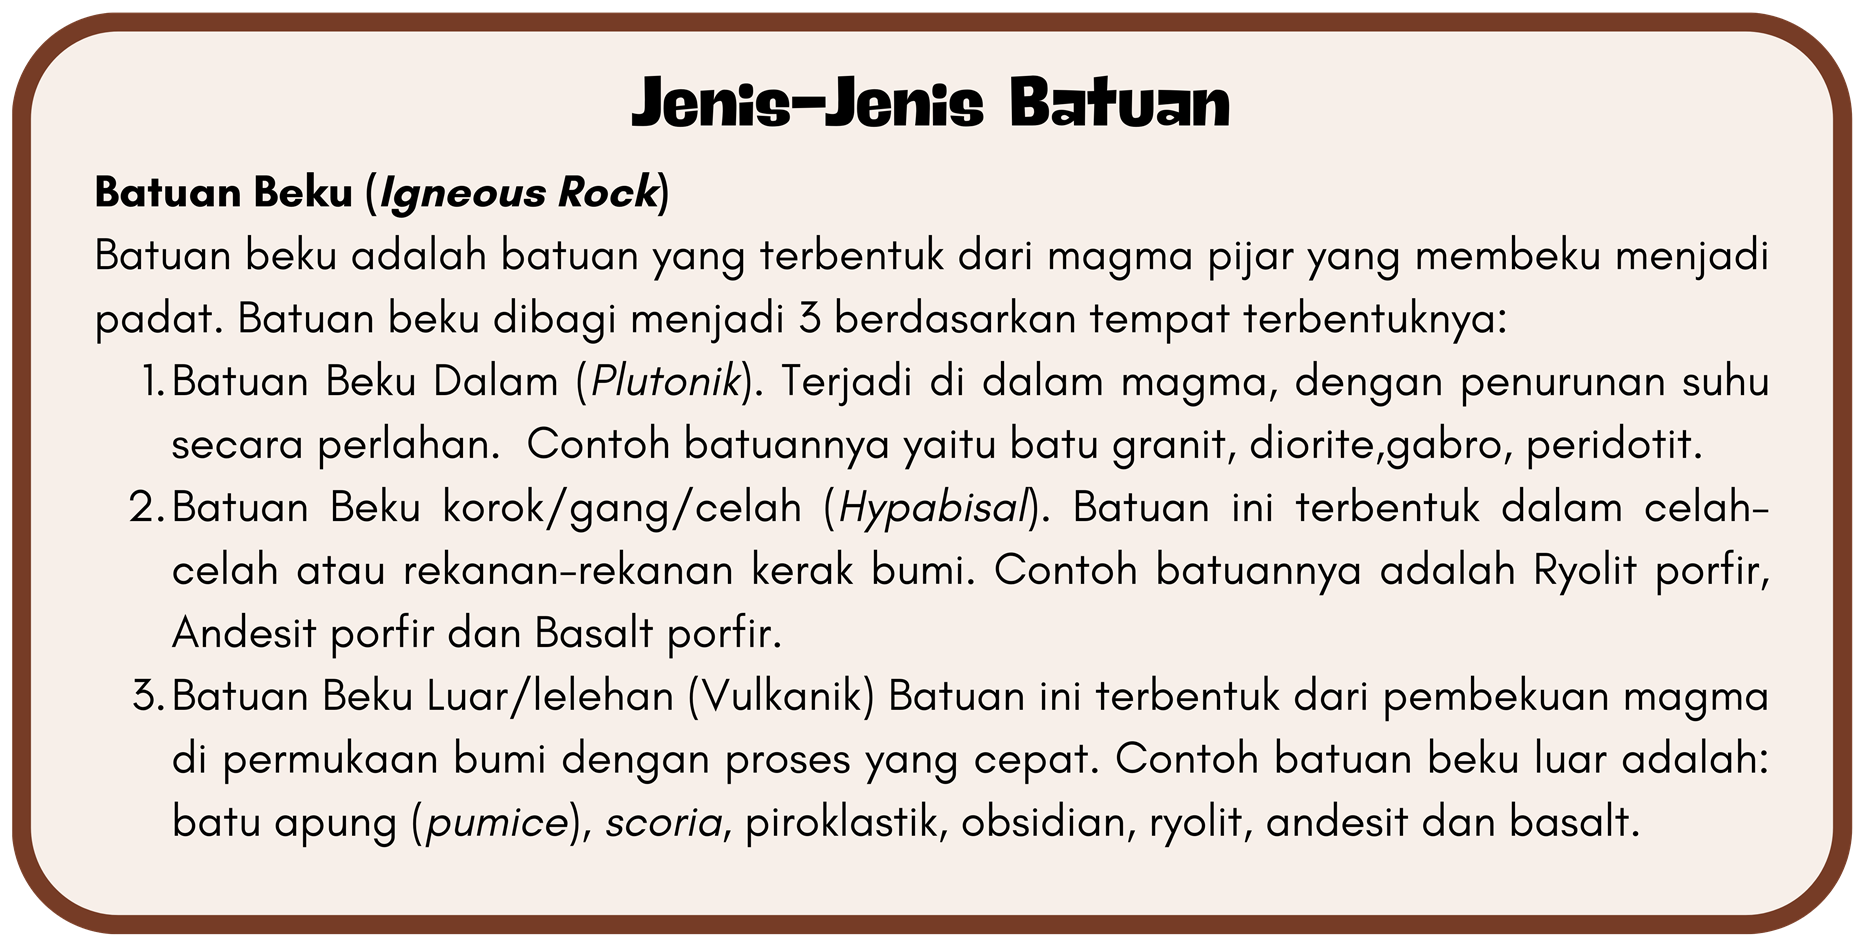 Jenis-Jenis Batuan
Batuan Beku (Igneous Rock)
Batuan beku adalah batuan yang terbentuk dari magma pijar yang membeku menjadi
padat. Batuan beku dibagi menjadi 3 berdasarkan tempat terbentuknya:
1. Batuan Beku Dalam (Plutonik). Terjadi di dalam magma, dengan penurunan suhu
secara perlahan.  Contoh batuannya yaitu batu granit, diorite,gabro, peridotit.
2. Batuan Beku korok/gang/celah (Hypabisal). Batuan ini terbentuk dalam celah-
celah atau rekanan-rekanan kerak bumi. Contoh batuannya adalah Ryolit porfir,
Andesit porfir dan Basalt porfir.
3. Batuan Beku Luar/lelehan (Vulkanik) Batuan ini terbentuk dari pembekuan magma
di permukaan bumi dengan proses yang cepat. Contoh batuan beku luar adalah:
batu apung (pumice), scoria, piroklastik, obsidian, ryolit, andesit dan basalt.